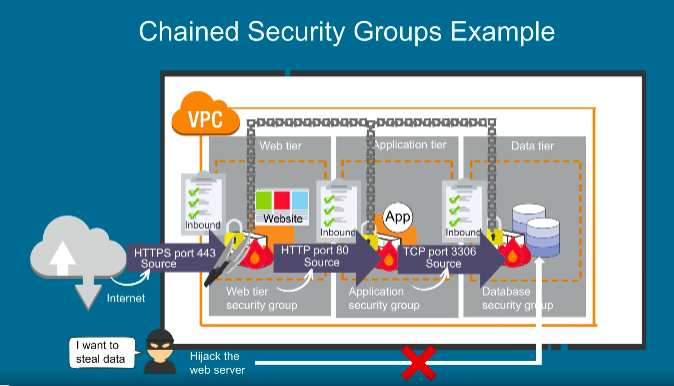 Chained Security Groups Example
VPC
Web tier
Application tier
Data tier
Website
App
Inbound
Inbound
Inbound
HTTPS port 443
Source
HTTP port 80
Source
TCP port 3306
Source
Internet
Web tier
security group
Application
security group
Database
security group
I want to
steal data
Hijack the
web server